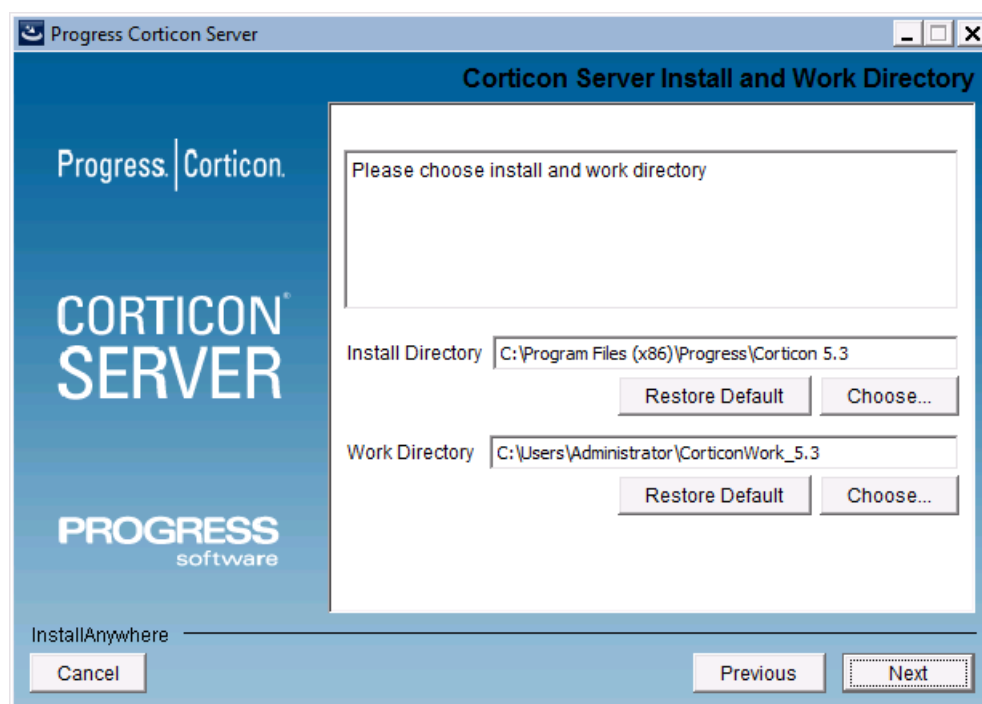 Progress Corticon Server
Corticon Server Install and Work Directory
Progress. | Corticon.
CORTICON®
SERVER
PROGRESS
software
Please choose install and work directory
Install Directory C:\Program Files (x86)\Progress\Corticon 5.3
Restore Default Choose...
Work Directory C:\Users\Administrator\CorticonWork_5.3
Restore Default Choose...
InstallAnywhere
Cancel Previous Next